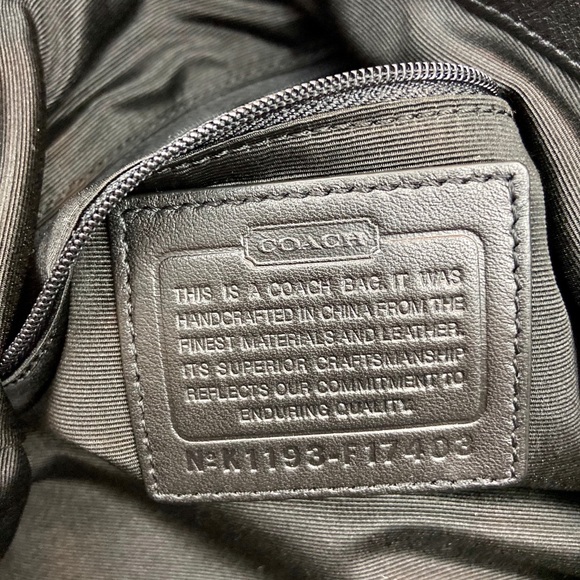 COACH
THIS IS A COACH BAG. IT WAS
HANDCRAFTED IN CHINA FROM THE
FINEST MATERIALS AND LEATHER.
ITS SUPERIOR CRAFTSMANSHIP
REFLECTS OUR COMMITMENT TO
ENDURING QUALITY.
No K1193-F17403